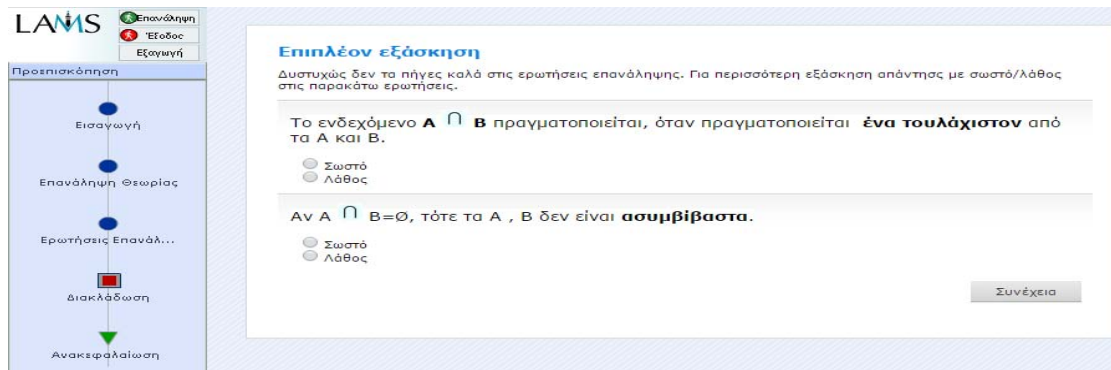 LAMS
Επανάληψη
Έξοδος
Εξαγωγή
Προεπισκόπηση
Εισαγωγή
Επανάληψη Θεωρίας
Ερωτήσεις Επανάλ...
Διακλάδωση
Ανακεφαλαίωση
Επιπλέον εξάσκηση
Δυστυχώς δεν τα πήγες καλά στις ερωτήσεις επανάληψης. Για περισσότερη εξάσκηση απάντησς με σωστό/λάθος
στις παρακάτω ερωτήσεις.
Το ενδεχόμενο Α ∩ Β πραγματοποιείται, όταν πραγματοποιείται ένα τουλάχιστον από
τα Α και Β.
Σωστό
Λάθος
Αν Α ∩ Β=Ø, τότε τα Α , Β δεν είναι ασυμβίβαστα.
Σωστό
Λάθος
Συνέχεια